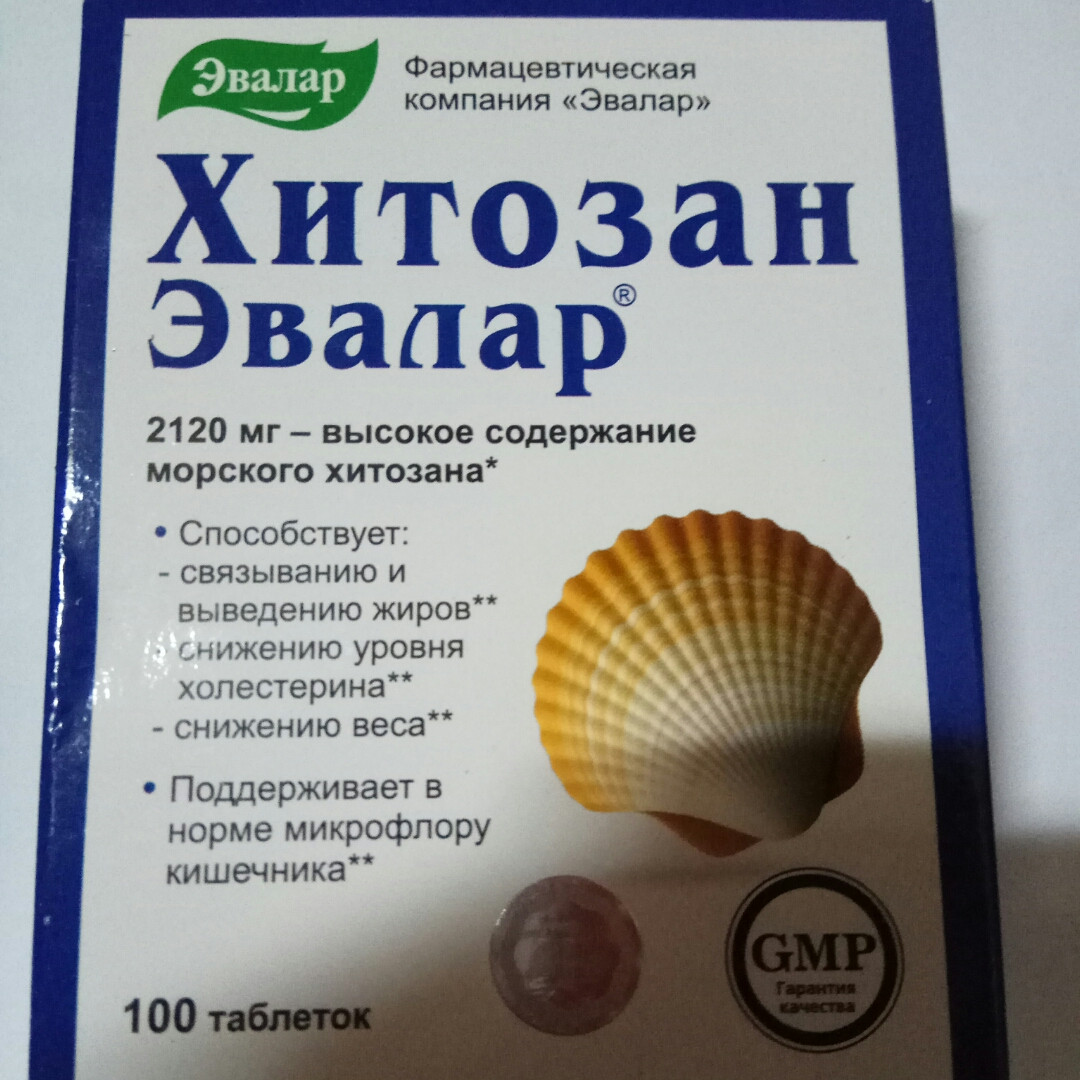 Эвалар
Фармацевтическая
компания «Эвалар»
Хитозан
Эвалар®
2120 мг – высокое содержание
морского хитозана*
• Способствует:
- связыванию и
выведению жиров**
- снижению уровня
холестерина**
- снижению веса**
• Поддерживает в
норме микрофлору
кишечника**
100 таблеток
GMP
Гарантия
качества